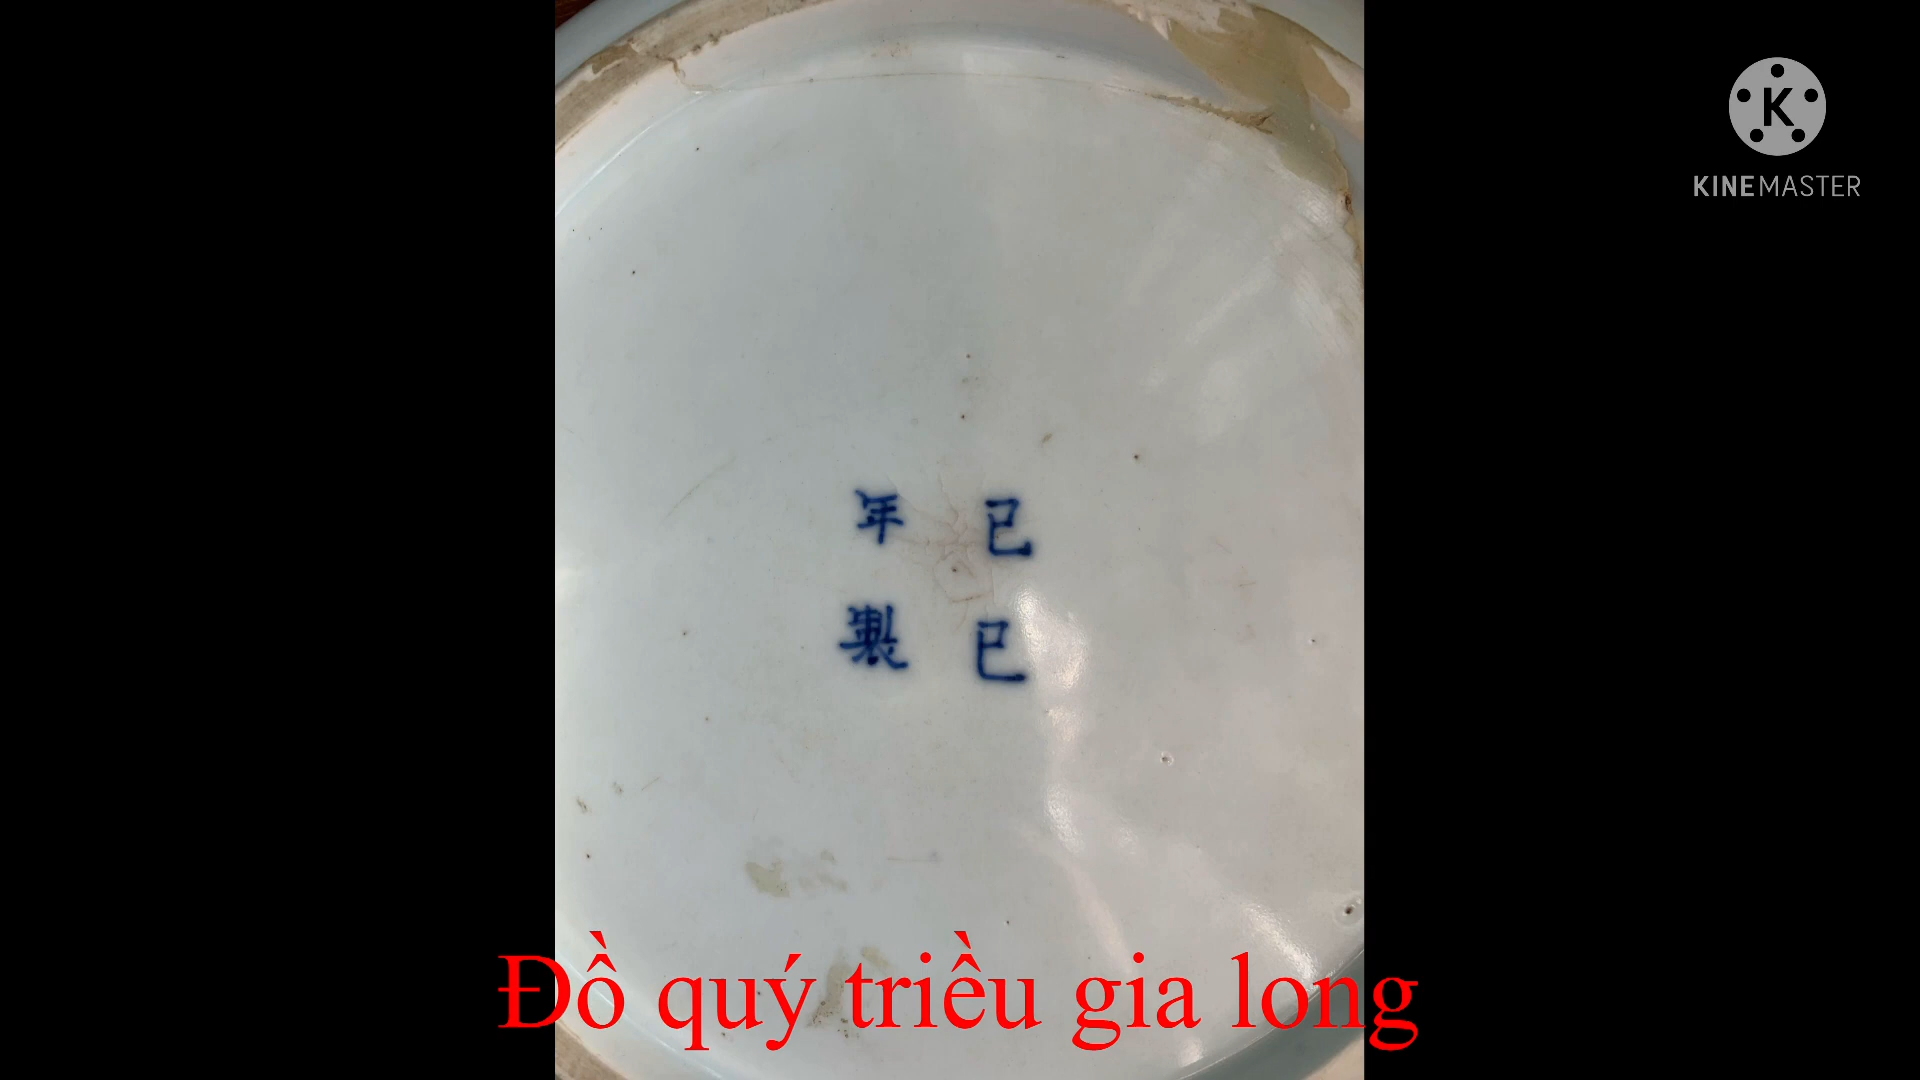 己巳
年製
KINEMASTER
Đồ quý triều gia long